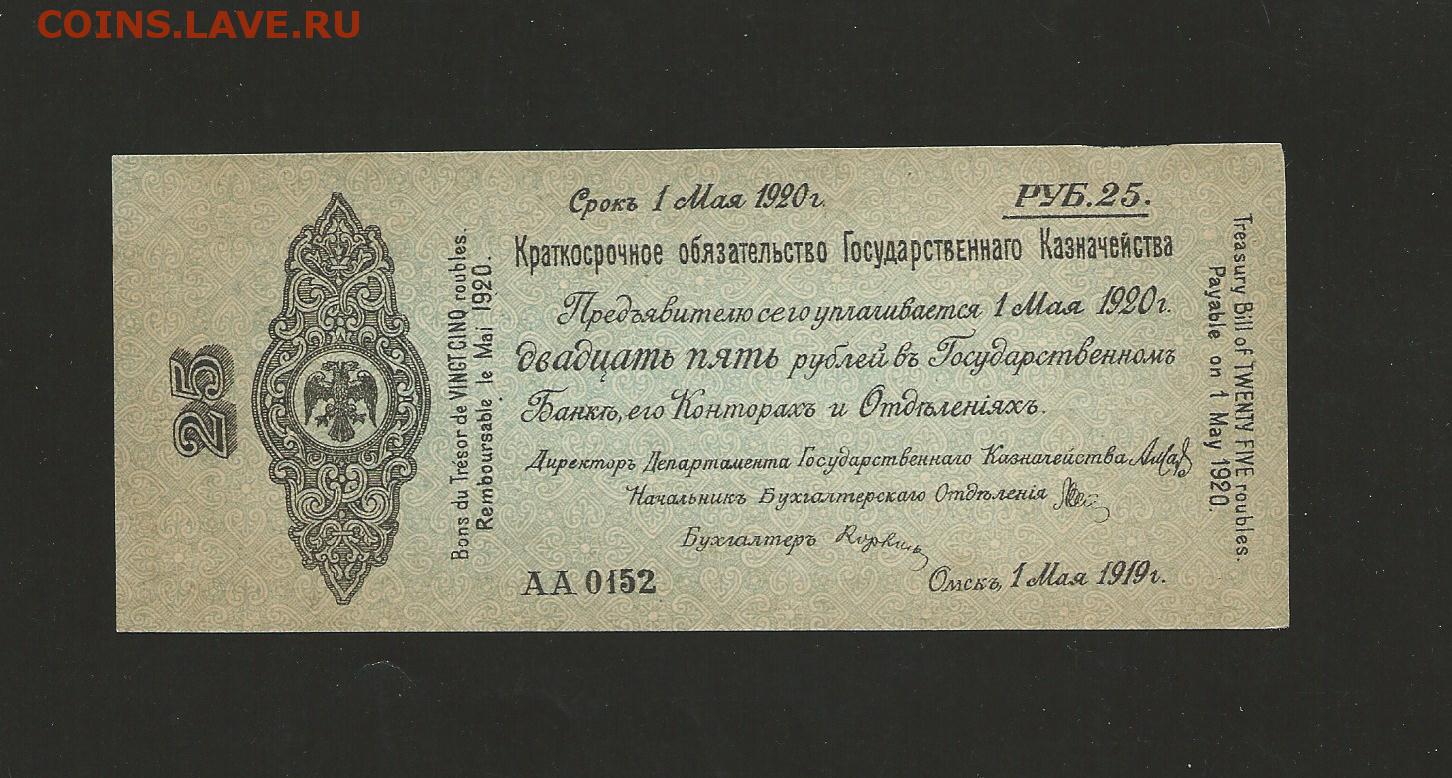 COINS.LAVE.RU
25
Bons du Trésor de VINGT CINQ roubles.
Remboursable le Mai 1920.
Срокъ 1 Мая 1920 г.
РУБ. 25.
Краткосрочное обязательство Государственнаго Казначейства
Предъявителю сего уплачивается 1 Мая 1920 г.
двадцать пять рублей въ Государственномъ
Банкѣ, его Конторахъ и Отдѣленіяхъ.
Директоръ Департамента Государственнаго Казначейства
Начальникъ Бухгалтерскаго Отдѣленія
Бухгалтеръ
АА 0152
Омскъ, 1 Мая 1919 г.
Treasury Bill of TWENTY FIVE roubles.
Payable on 1 May 1920.